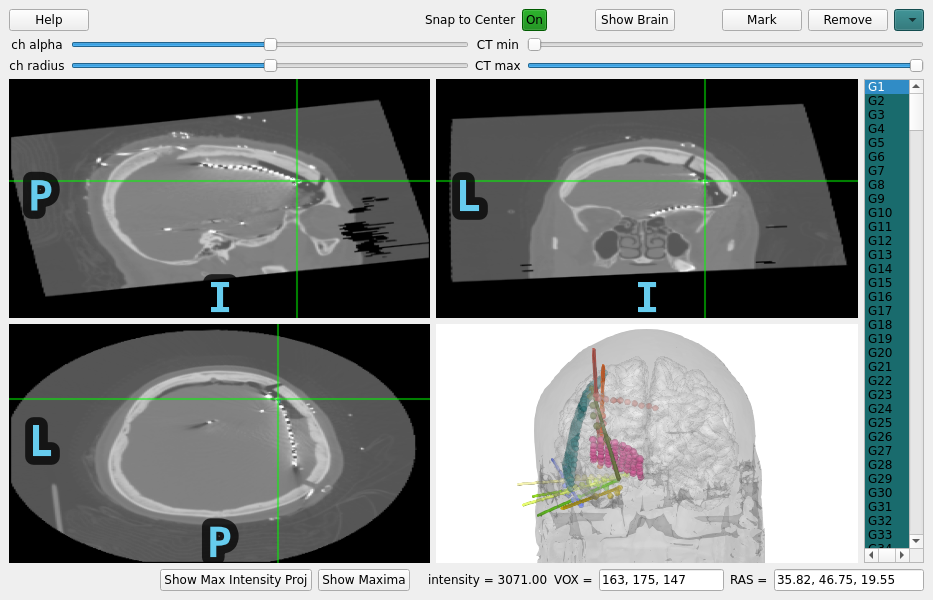 Help
Snap to Center On
Show Brain
Mark
Remove
ch alpha
CT min
ch radius
CT max
P
I
L
I
L
P
G1
G2
G3
G4
G5
G6
G7
G8
G9
G10
G11
G12
G13
G14
G15
G16
G17
G18
G19
G20
G21
G22
G23
G24
G25
G26
G27
G28
G29
G30
G31
G32
G33
G34
Show Max Intensity Proj
Show Maxima
intensity = 3071.00
VOX = 163, 175, 147
RAS = 35.82, 46.75, 19.55